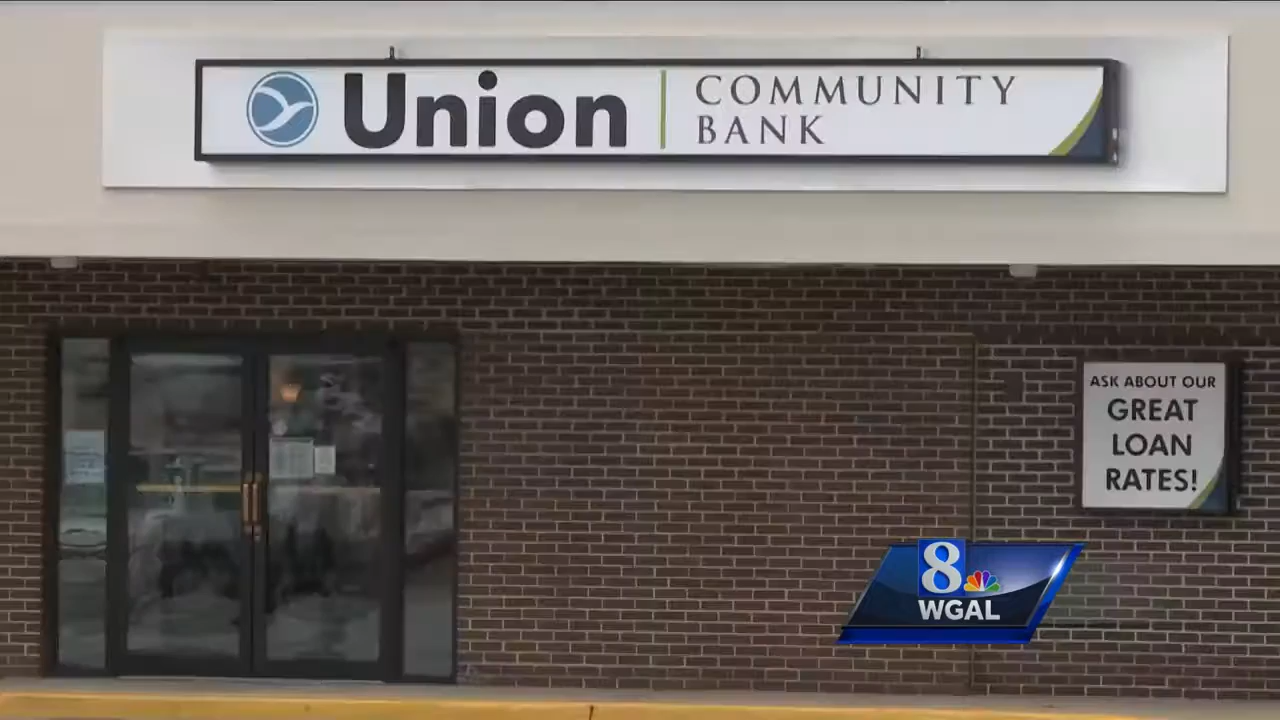 Union
COMMUNITY
BANK
ASK ABOUT OUR
GREAT
LOAN
RATES!
8
WGAL